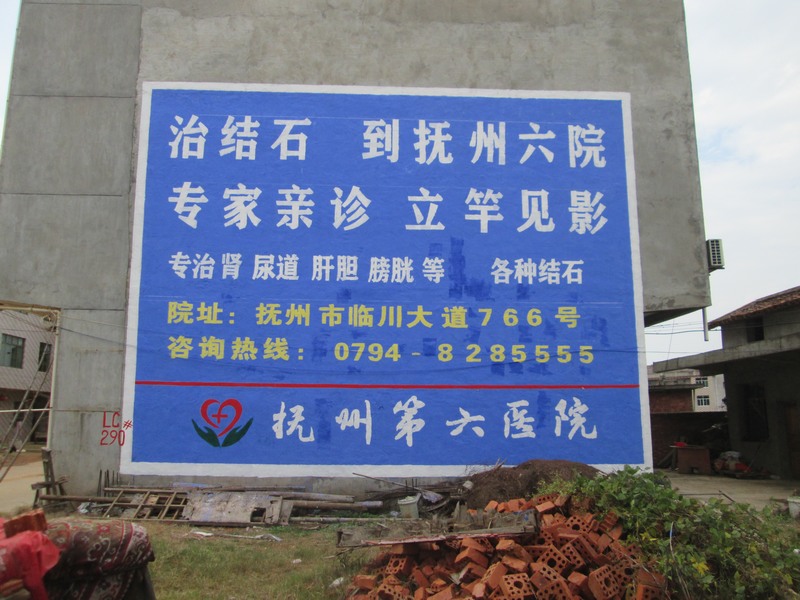 治结石 到抚州六院
专家亲诊 立竿见影
专治肾 尿道 肝胆 膀胱 等 各种结石
院址：抚州市临川大道766号
咨询热线：0794-8285555
抚州第六医院
LC#
290